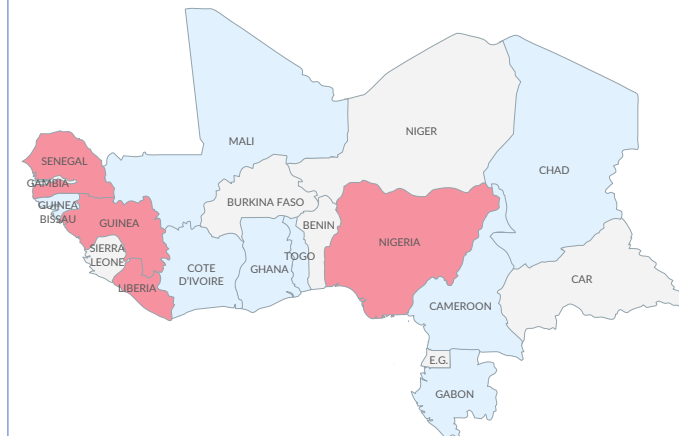 MALI
NIGER
SENEGAL
CHAD
GAMBIA
GUINEA
BISSAU
BURKINA FASO
GUINEA
BENIN
NIGERIA
SIERRA
LEONE
TOGO
COTE
D'IVOIRE
GHANA
CAR
LIBERIA
CAMEROON
E.G.
GABON